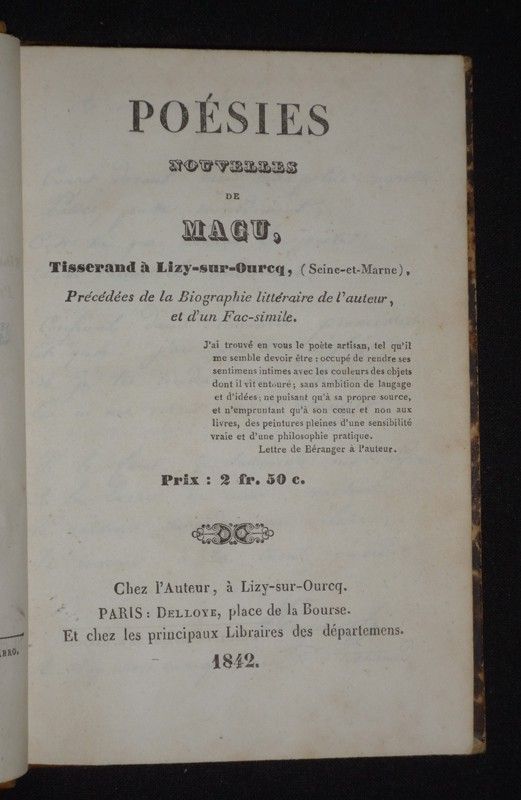 POÉSIES
NOUVELLES
DE
MAGU,
Tisserand à Lizy-sur-Ourcq, (Seine-et-Marne),
Précédées de la Biographie littéraire de l'auteur,
et d'un Fac-simile.
J'ai trouvé en vous le poète artisan, tel qu'il
me semble devoir être : occupé de rendre ses
sentimens intimes avec les couleurs des objets
dont il vit entouré ; sans ambition de langage
et d'idées ; ne puisant qu'à sa propre source,
et n'empruntant qu'à son cœur et non aux
livres, des peintures pleines d'une sensibilité
vraie et d'une philosophie pratique.
Lettre de Béranger à l'auteur.
Prix : 2 fr. 50 c.
Chez l'Auteur, à Lizy-sur-Ourcq.
PARIS : DELLOYE, place de la Bourse.
Et chez les principaux Libraires des départemens.
1842.